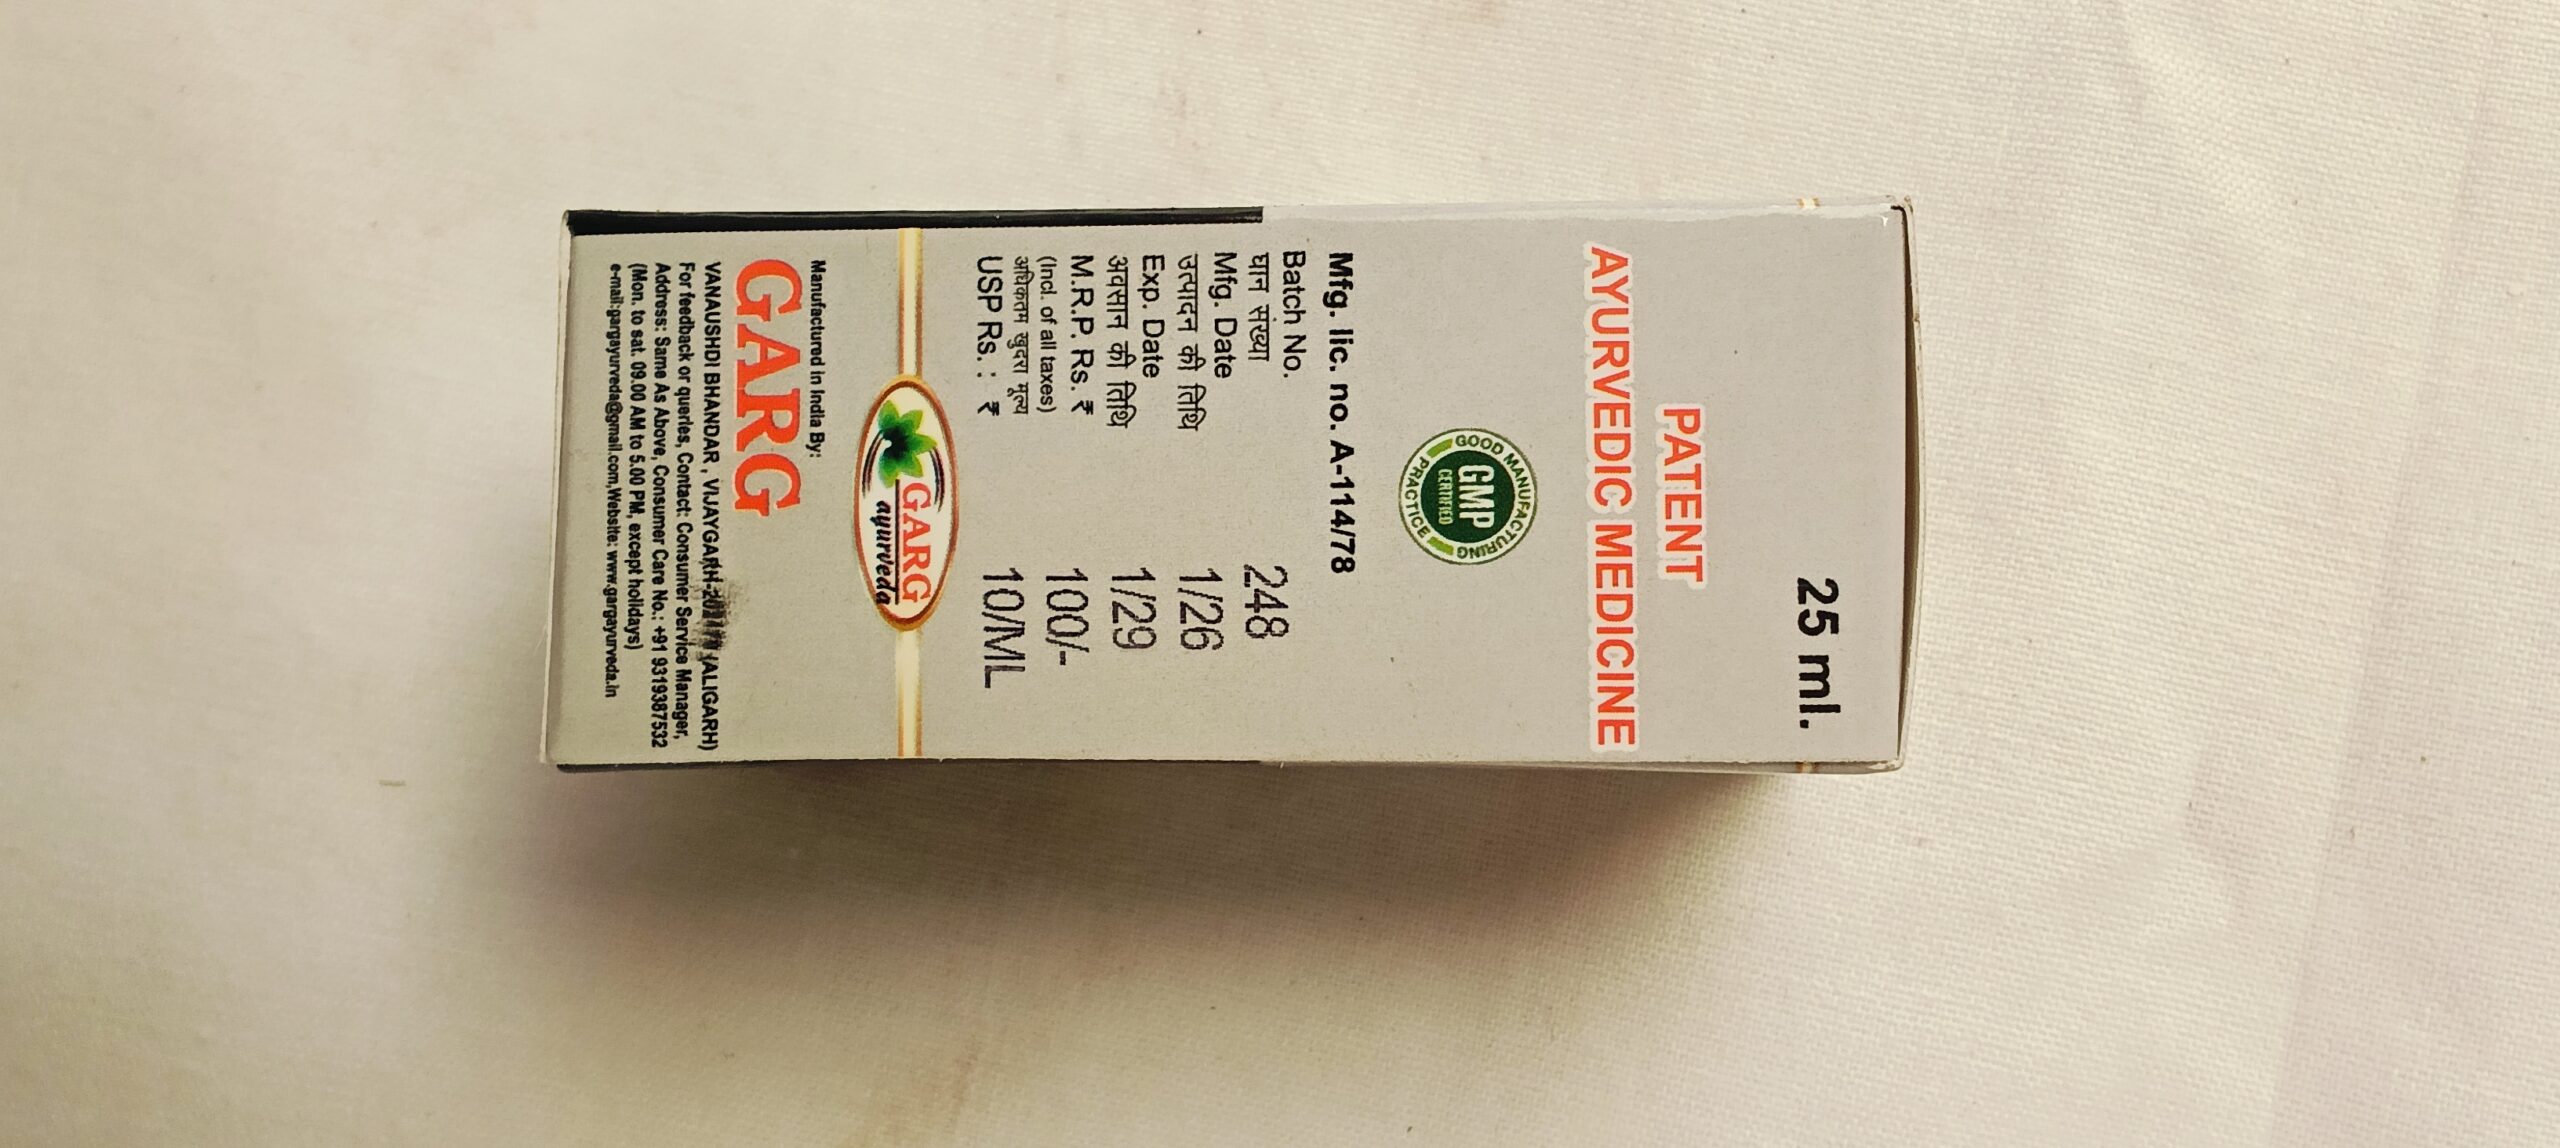 25 ml.
PATENT
AYURVEDIC MEDICINE
GOOD MANUFACTURING PRACTICE
GMP
CERTIFIED
Mfg. lic. no. A-114/78
Batch No. 248
घान संख्या
Mfg. Date 1/26
उत्पादन की तिथि
Exp. Date 1/29
अवसान की तिथि
M.R.P. Rs. ₹ 100/-
(Incl. of all taxes)
अधिकतम खुदरा मूल्य
USP Rs. : ₹ 10/ML
GARG
ayurveda
Manufactured in India By:
GARG
VANAUSHDI BHANDAR, VIJAYGARH- (ALIGARH)
For feedback or queries, Contact: Consumer Service Manager,
Address: Same As Above, Consumer Care No.: +91 9319387532
(Mon. to sat. 09.00 AM to 5.00 PM, except holidays)
e-mail:gargayurveda@gmail.com,Website: www.gargayurveda.in